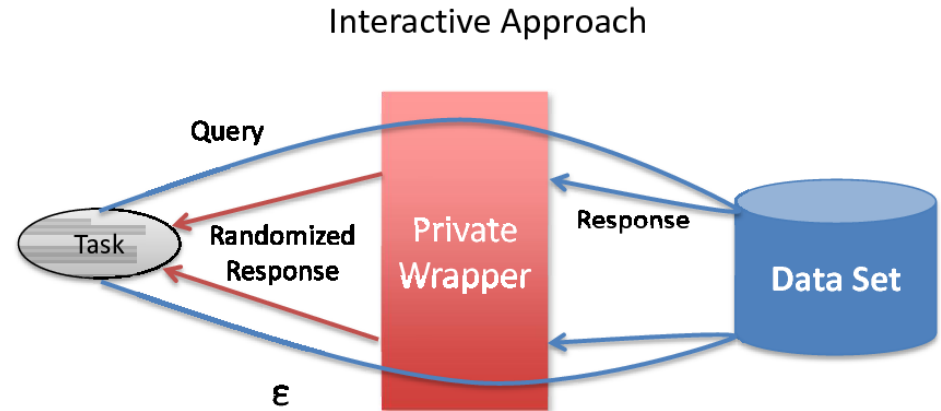 Interactive Approach
Query
Task
Randomized
Response
Private
Wrapper
Response
Data Set
ε